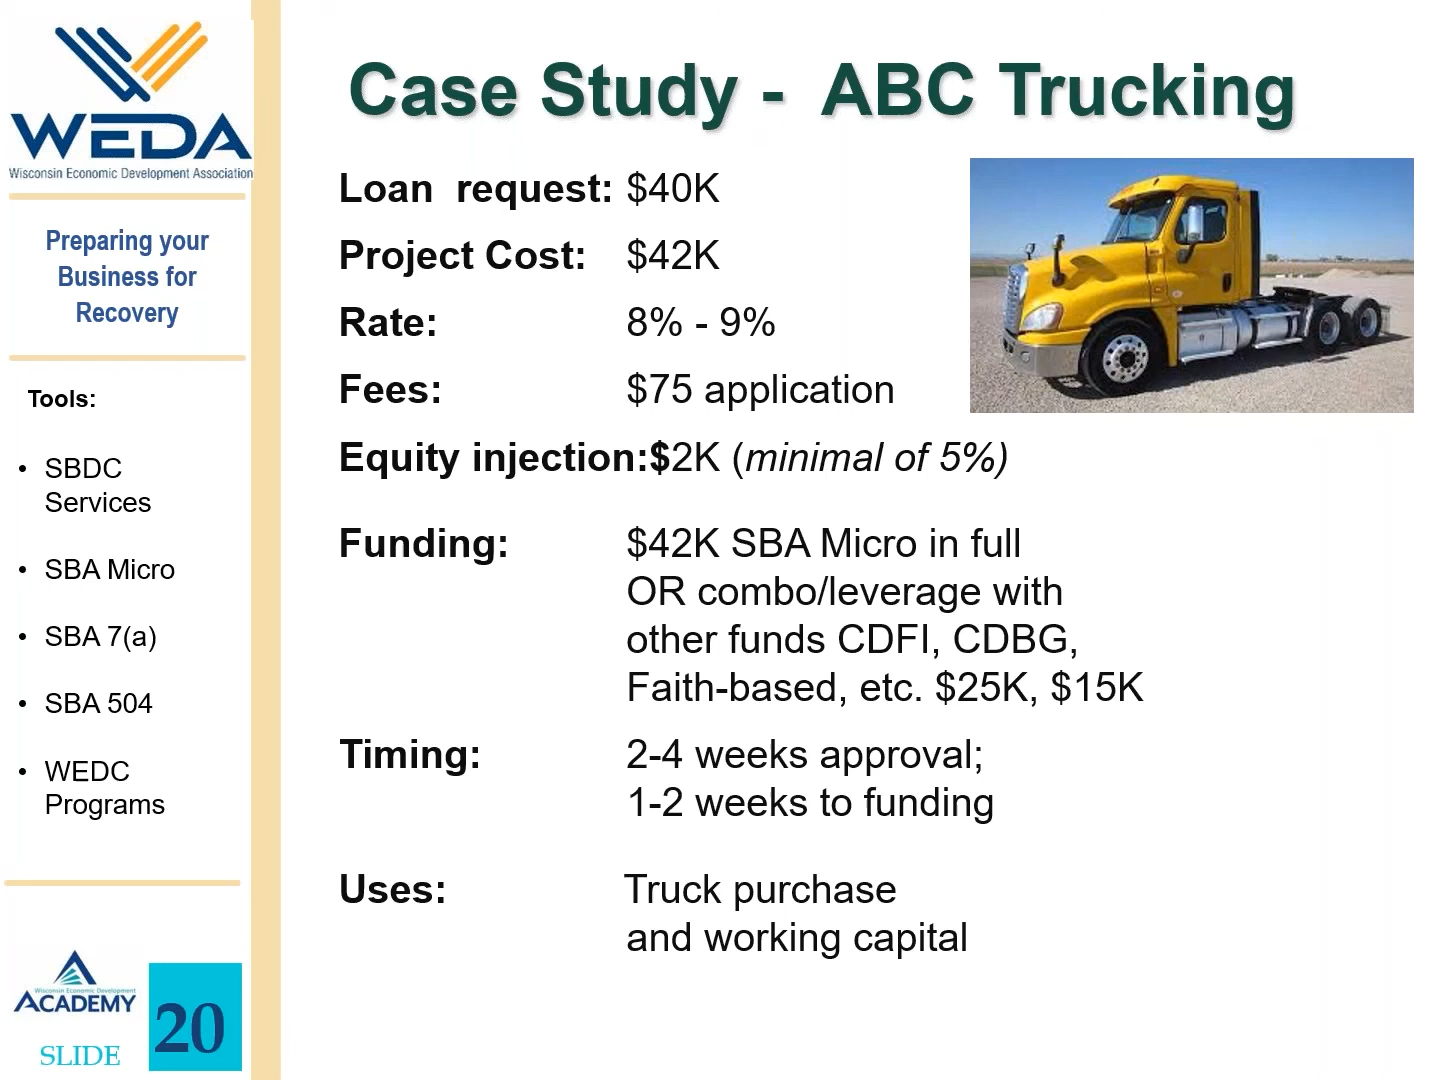 WEDA
Wisconsin Economic Development Association
Preparing your
Business for
Recovery
Tools:
• SBDC
Services
• SBA Micro
• SBA 7(a)
• SBA 504
• WEDC
Programs
Wisconsin Economic Development
ACADEMY
SLIDE
20
Case Study - ABC Trucking
Loan request: $40K
Project Cost: $42K
Rate: 8% - 9%
Fees: $75 application
Equity injection:$2K (minimal of 5%)
Funding: $42K SBA Micro in full
OR combo/leverage with
other funds CDFI, CDBG,
Faith-based, etc. $25K, $15K
Timing: 2-4 weeks approval;
1-2 weeks to funding
Uses: Truck purchase
and working capital